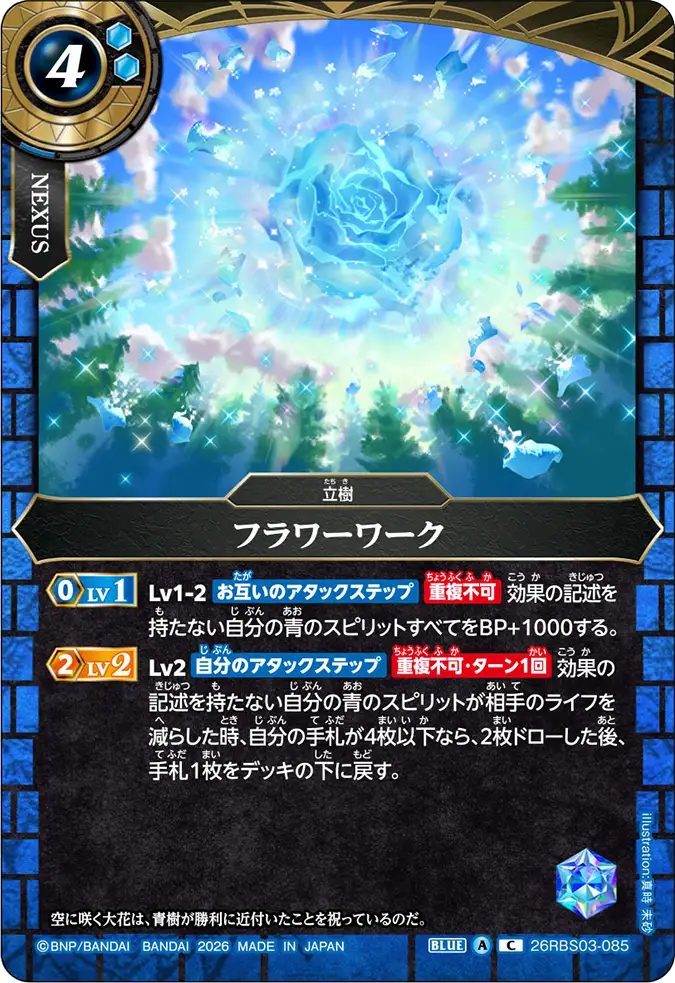 4
NEXUS
たちき
立樹
フラワーワーク
0 LV1 Lv1-2 お互いのアタックステップ 重複不可 効果の記述を
持たない自分の青のスピリットすべてをBP+1000する。
2 LV2 Lv2 自分のアタックステップ 重複不可・ターン1回 効果の
記述を持たない自分の青のスピリットが相手のライフを
減らした時、自分の手札が4枚以下なら、2枚ドローした後、
手札1枚をデッキの下に戻す。
illustration:真時 未砂
空に咲く大花は、青樹が勝利に近付いたことを祝っているのだ。
©BNP/BANDAI BANDAI 2026 MADE IN JAPAN BLUE A C 26RBS03-085